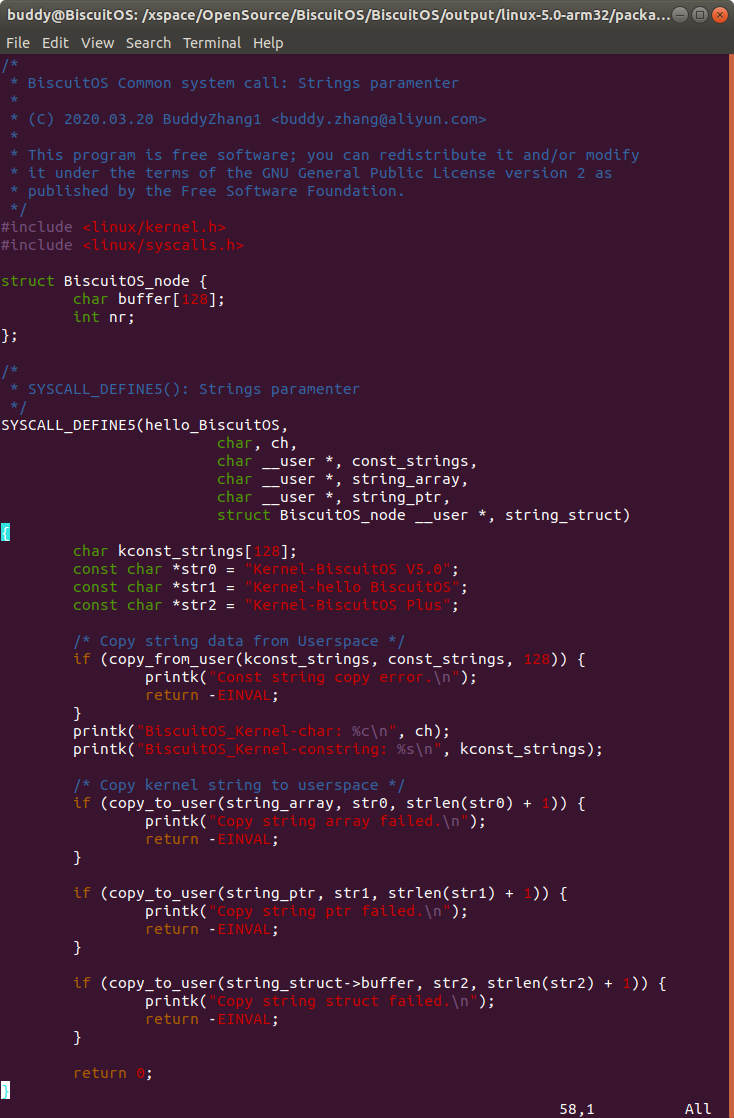 buddy@BiscuitOS: /xspace/OpenSource/BiscuitOS/BiscuitOS/output/linux-5.0-arm32/packa...
File Edit View Search Terminal Help
/*
 * BiscuitOS Common system call: Strings paramenter
 *
 * (C) 2020.03.20 BuddyZhang1 <buddy.zhang@aliyun.com>
 *
 * This program is free software; you can redistribute it and/or modify
 * it under the terms of the GNU General Public License version 2 as
 * published by the Free Software Foundation.
 */
#include <linux/kernel.h>
#include <linux/syscalls.h>

struct BiscuitOS_node {
        char buffer[128];
        int nr;
};

/*
 * SYSCALL_DEFINE5(): Strings paramenter
 */
SYSCALL_DEFINE5(hello_BiscuitOS,
                        char, ch,
                        char __user *, const_strings,
                        char __user *, string_array,
                        char __user *, string_ptr,
                        struct BiscuitOS_node __user *, string_struct)
{
        char kconst_strings[128];
        const char *str0 = "Kernel-BiscuitOS V5.0";
        const char *str1 = "Kernel-hello BiscuitOS";
        const char *str2 = "Kernel-BiscuitOS Plus";

        /* Copy string data from Userspace */
        if (copy_from_user(kconst_strings, const_strings, 128)) {
                printk("Const string copy error.\n");
                return -EINVAL;
        }
        printk("BiscuitOS_Kernel-char: %c\n", ch);
        printk("BiscuitOS_Kernel-constring: %s\n", kconst_strings);

        /* Copy kernel string to userspace */
        if (copy_to_user(string_array, str0, strlen(str0) + 1)) {
                printk("Copy string array failed.\n");
                return -EINVAL;
        }

        if (copy_to_user(string_ptr, str1, strlen(str1) + 1)) {
                printk("Copy string ptr failed.\n");
                return -EINVAL;
        }

        if (copy_to_user(string_struct->buffer, str2, strlen(str2) + 1)) {
                printk("Copy string struct failed.\n");
                return -EINVAL;
        }

        return 0;
}
58,1 All